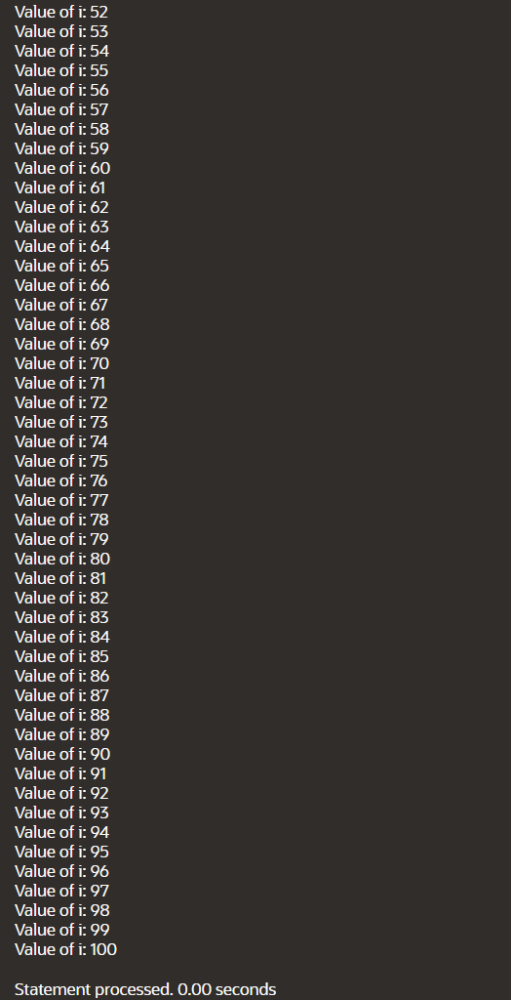 Value of i: 52
Value of i: 53
Value of i: 54
Value of i: 55
Value of i: 56
Value of i: 57
Value of i: 58
Value of i: 59
Value of i: 60
Value of i: 61
Value of i: 62
Value of i: 63
Value of i: 64
Value of i: 65
Value of i: 66
Value of i: 67
Value of i: 68
Value of i: 69
Value of i: 70
Value of i: 71
Value of i: 72
Value of i: 73
Value of i: 74
Value of i: 75
Value of i: 76
Value of i: 77
Value of i: 78
Value of i: 79
Value of i: 80
Value of i: 81
Value of i: 82
Value of i: 83
Value of i: 84
Value of i: 85
Value of i: 86
Value of i: 87
Value of i: 88
Value of i: 89
Value of i: 90
Value of i: 91
Value of i: 92
Value of i: 93
Value of i: 94
Value of i: 95
Value of i: 96
Value of i: 97
Value of i: 98
Value of i: 99
Value of i: 100
Statement processed. 0.00 seconds